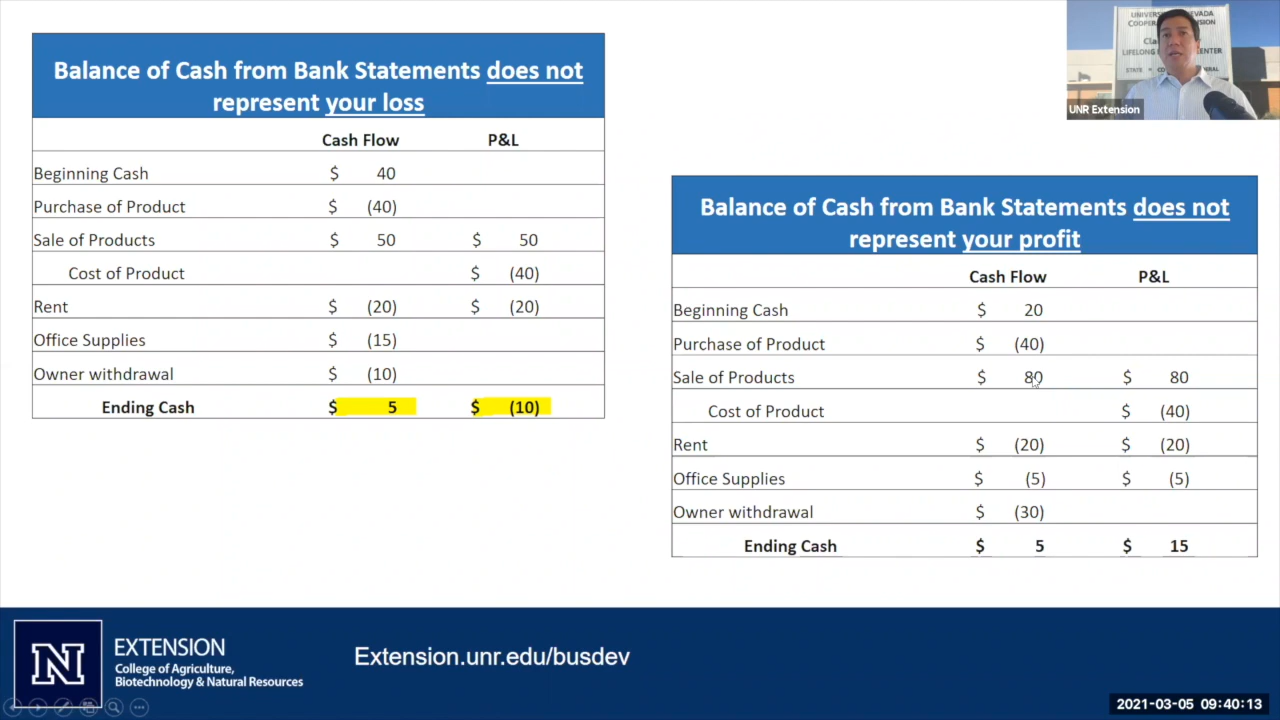 Balance of Cash from Bank Statements does not
represent your loss
Cash Flow P&L
Beginning Cash $ 40
Purchase of Product $ (40)
Sale of Products $ 50 $ 50
Cost of Product $ (40)
Rent $ (20) $ (20)
Office Supplies $ (15)
Owner withdrawal $ (10)
Ending Cash $ 5 $ (10)
UNR Extension
Balance of Cash from Bank Statements does not
represent your profit
Cash Flow P&L
Beginning Cash $ 20
Purchase of Product $ (40)
Sale of Products $ 80 $ 80
Cost of Product $ (40)
Rent $ (20) $ (20)
Office Supplies $ (5) $ (5)
Owner withdrawal $ (30)
Ending Cash $ 5 $ 15
N
EXTENSION
College of Agriculture,
Biotechnology & Natural Resources
Extension.unr.edu/busdev
2021-03-05 09:40:13